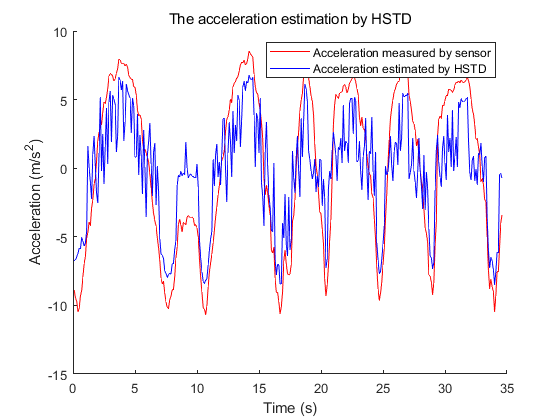 The acceleration estimation by HSTD
Acceleration measured by sensor
Acceleration estimated by HSTD
Acceleration (m/s²)
10
5
0
-5
-10
-15
0
5
10
15
20
25
30
35
Time (s)